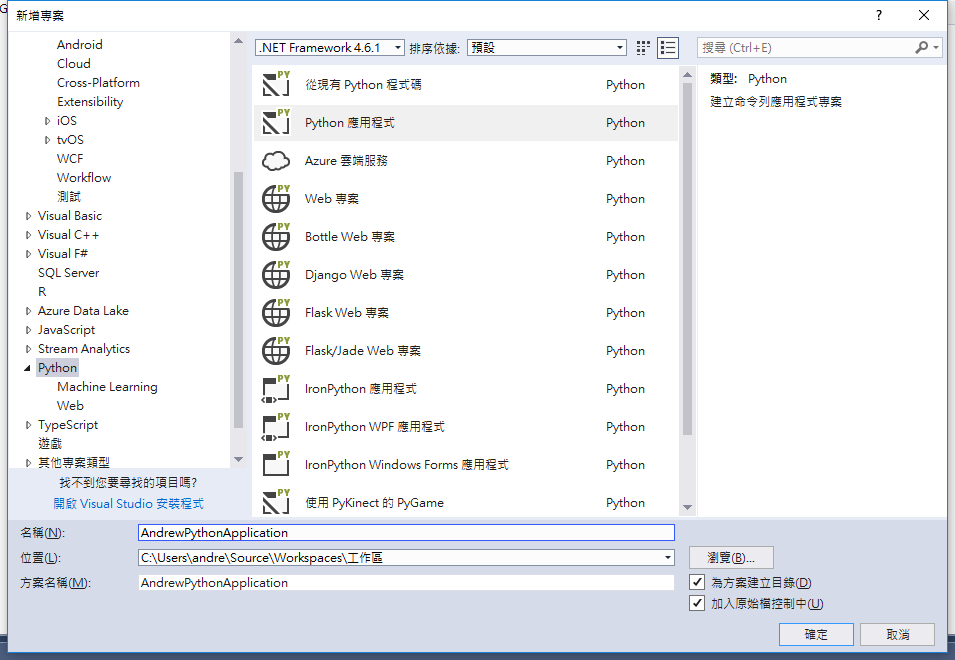 新增專案
?
Android
Cloud
Cross-Platform
Extensibility
iOS
tvOS
WCF
Workflow
測試
Visual Basic
Visual C++
Visual F#
SQL Server
R
Azure Data Lake
JavaScript
Stream Analytics
Python
Machine Learning
Web
TypeScript
遊戲
其他專案類型
找不到您要尋找的項目嗎?
開啟 Visual Studio 安裝程式
.NET Framework 4.6.1 排序依據: 預設
從現有 Python 程式碼 Python
Python 應用程式 Python
Azure 雲端服務 Python
Web 專案 Python
Bottle Web 專案 Python
Django Web 專案 Python
Flask Web 專案 Python
Flask/Jade Web 專案 Python
IronPython 應用程式 Python
IronPython WPF 應用程式 Python
IronPython Windows Forms 應用程式 Python
使用 PyKinect 的 PyGame Python
搜尋 (Ctrl+E)
類型: Python
建立命令列應用程式專案
名稱(N): AndrewPythonApplication
位置(L): C:\Users\andre\Source\Workspaces\工作區 瀏覽(B)...
方案名稱(M): AndrewPythonApplication
為方案建立目錄(D)
加入原始檔控制中(U)
確定 取消